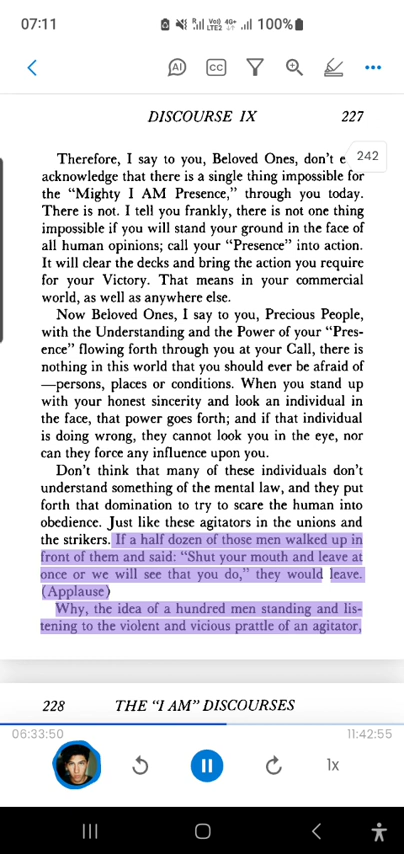 07:11
R Voi) 4G+ 100%
LTE2
AI CC
DISCOURSE IX 227
242
Therefore, I say to you, Beloved Ones, don't e
acknowledge that there is a single thing impossible for
the “Mighty I AM Presence,” through you today.
There is not. I tell you frankly, there is not one thing
impossible if you will stand your ground in the face of
all human opinions; call your “Presence” into action.
It will clear the decks and bring the action you require
for your Victory. That means in your commercial
world, as well as anywhere else.
Now Beloved Ones, I say to you, Precious People,
with the Understanding and the Power of your “Pres-
ence” flowing forth through you at your Call, there is
nothing in this world that you should ever be afraid of
—persons, places or conditions. When you stand up
with your honest sincerity and look an individual in
the face, that power goes forth; and if that individual
is doing wrong, they cannot look you in the eye, nor
can they force any influence upon you.
Don't think that many of these individuals don't
understand something of the mental law, and they put
forth that domination to try to scare the human into
obedience. Just like these agitators in the unions and
the strikers. If a half dozen of those men walked up in
front of them and said: “Shut your mouth and leave at
once or we will see that you do,” they would leave.
(Applause)
Why, the idea of a hundred men standing and lis-
tening to the violent and vicious prattle of an agitator,
228 THE “I AM” DISCOURSES
06:33:50 11:42:55
1x